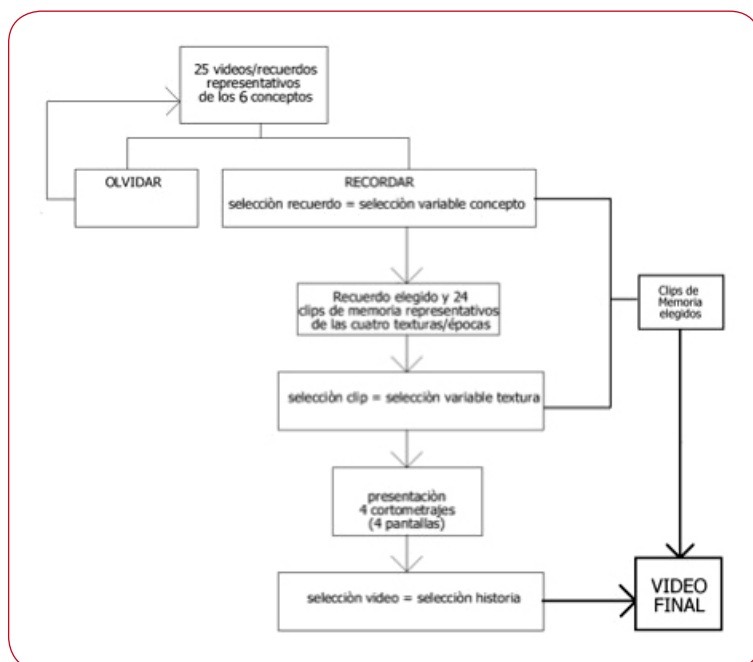 25 videos/recuerdos
representativos
de los 6 conceptos
OLVIDAR
RECORDAR
selecciòn recuerdo = selecciòn variable concepto
Recuerdo elegido y 24
clips de memoria representativos
de las cuatro texturas/épocas
Clips de
Memoria
elegidos
selecciòn clip = selecciòn variable textura
presentaciòn
4 cortometrajes
(4 pantallas)
selecciòn video = selecciòn historia
VIDEO
FINAL